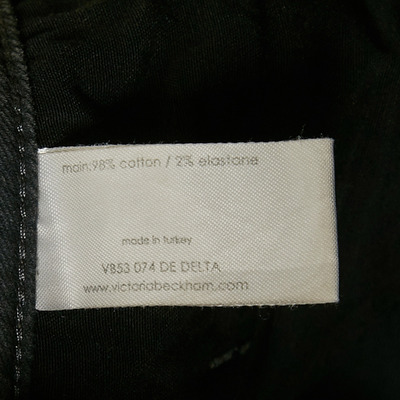 main:98% cotton / 2% elastane
made in turkey
VB53 074 DE DELTA
www.victoriabeckham.com